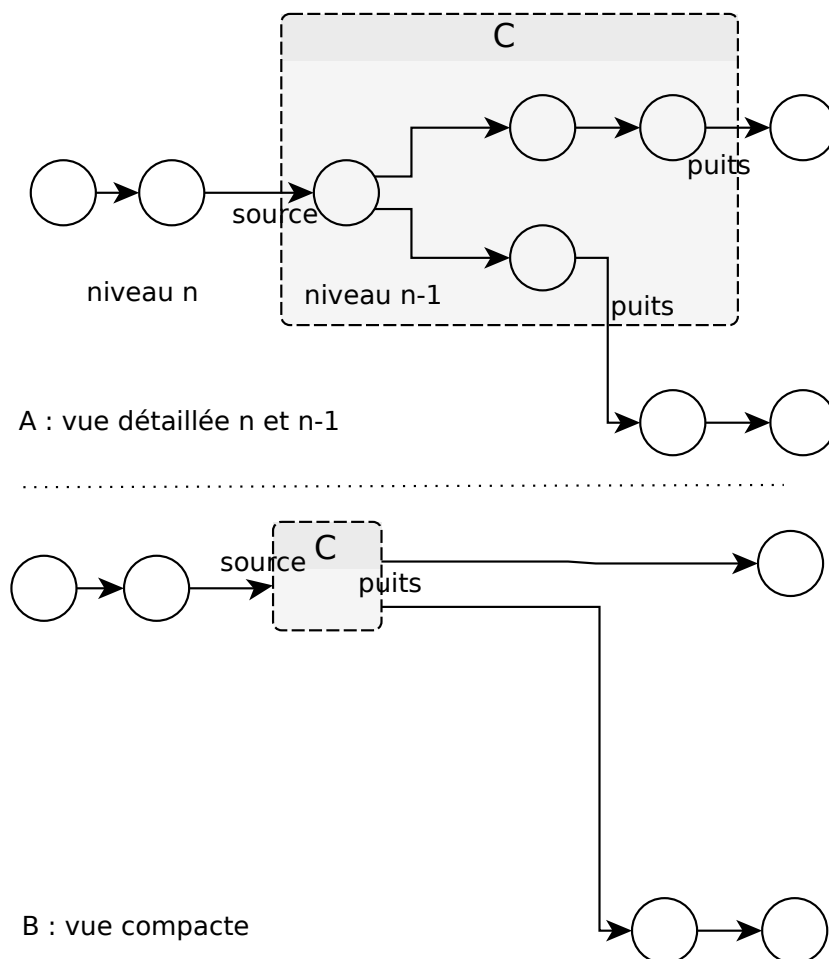 C
puits
source
niveau n
niveau n-1
puits
A : vue détaillée n et n-1
C
source
puits
B : vue compacte